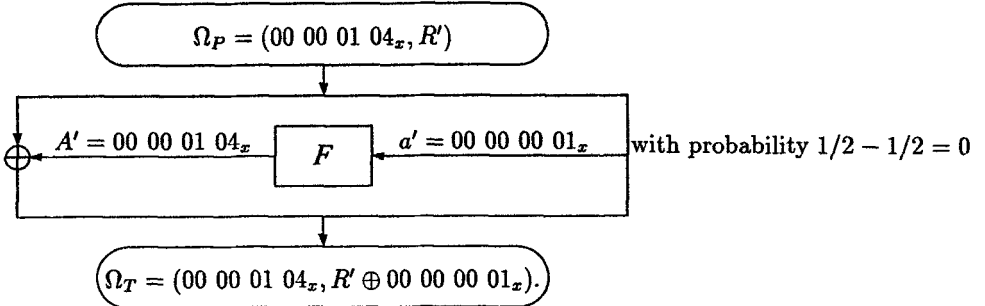 Ω_P = (00 00 01 04_x, R′)
A′ = 00 00 01 04_x
F
a′ = 00 00 00 01_x
with probability 1/2 − 1/2 = 0
Ω_T = (00 00 01 04_x, R′ ⊕ 00 00 00 01_x).